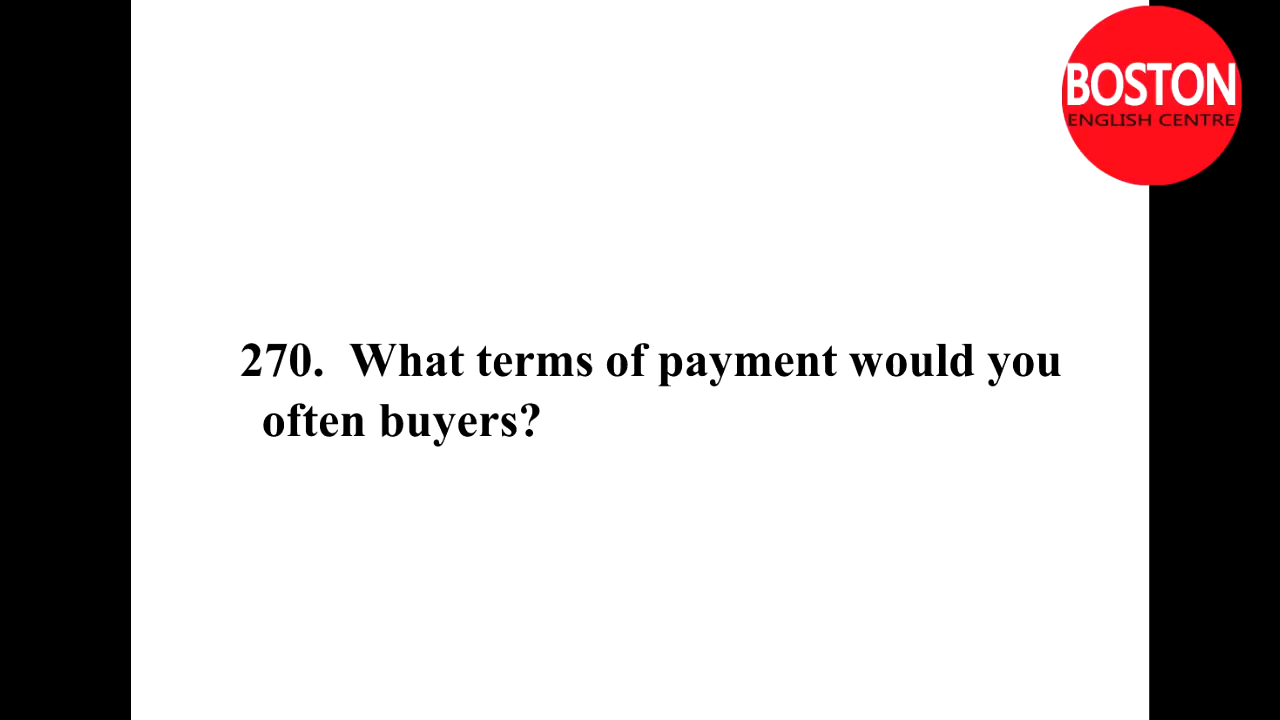 BOSTON
ENGLISH CENTRE
270. What terms of payment would you
often buyers?